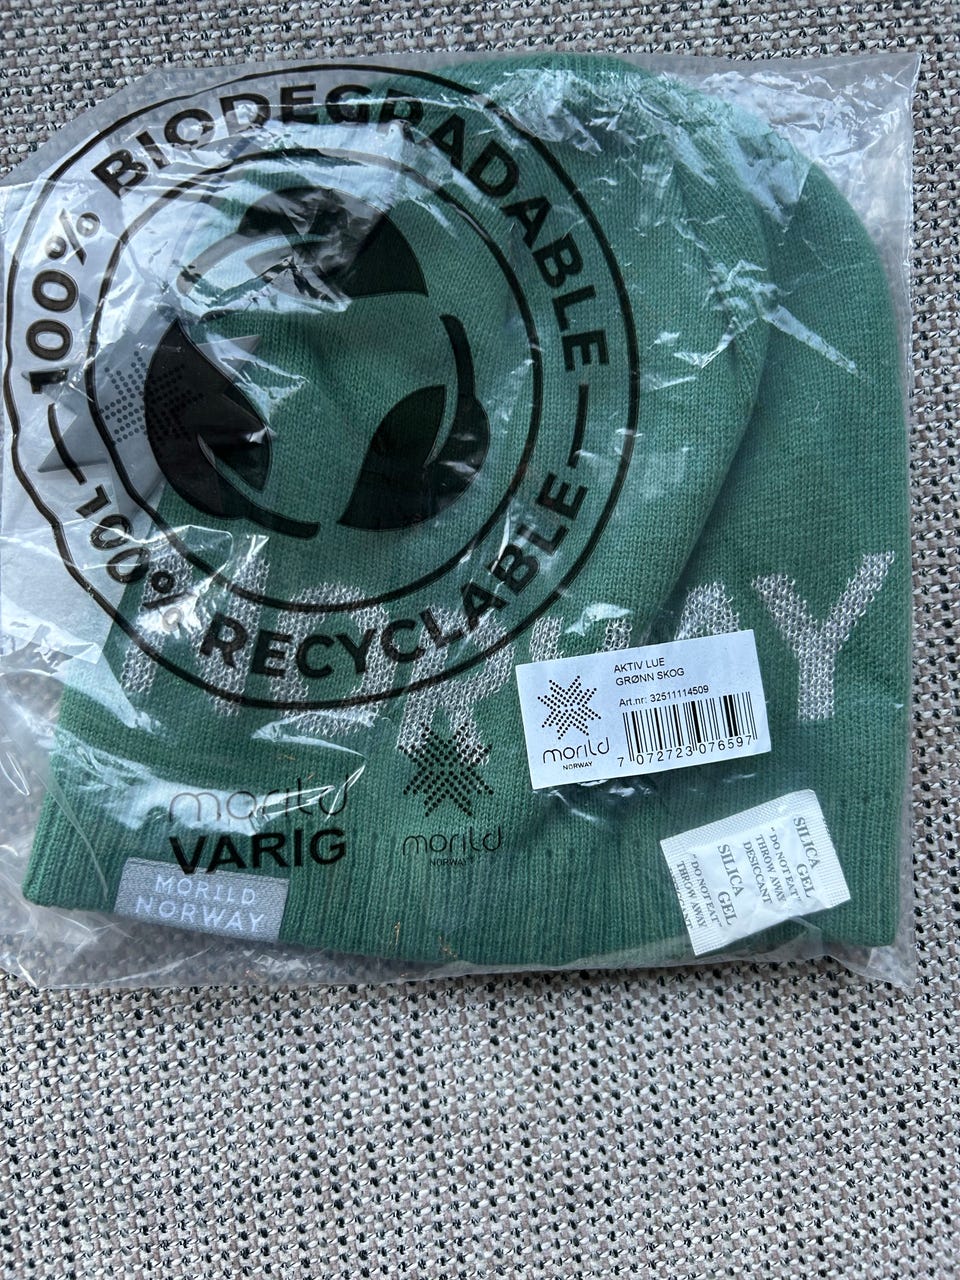 100% BIODEGRADABLE
100% RECYCLABLE
NORWAY
AKTIV LUE
GRØNN SKOG
Art.nr: 32511114509
morild
NORWAY
7 072723 076597
morild
VARIG
morild
NORWAY
MORILD
NORWAY
SILICA
GEL
"DO NOT EAT"
THROW AWAY
DESICCANT
SILICA
GEL
"DO NOT EAT"
THROW AWAY